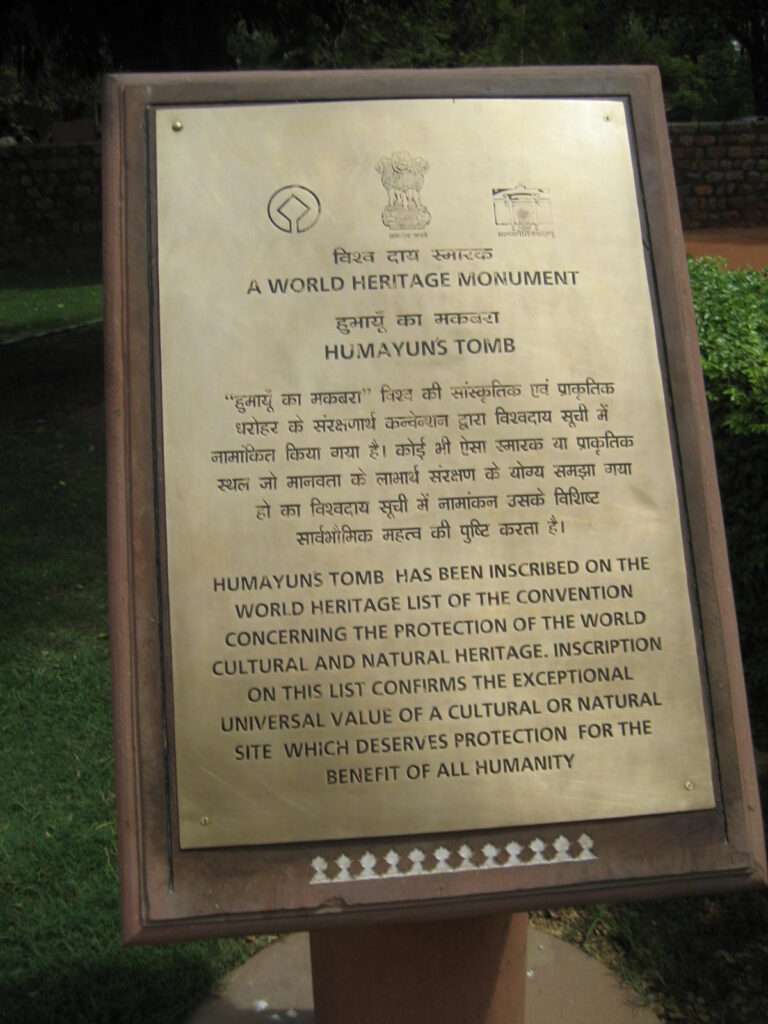 विश्व दाय स्मारक
A WORLD HERITAGE MONUMENT
हुमायूँ का मकबरा
HUMAYUN'S TOMB
“हुमायूँ का मकबरा” विश्व की सांस्कृतिक एवं प्राकृतिक
धरोहर के संरक्षणार्थ कन्वेन्शन द्वारा विश्वदाय सूची में
नामांकित किया गया है। कोई भी ऐसा स्मारक या प्राकृतिक
स्थल जो मानवता के लाभार्थ संरक्षण के योग्य समझा गया
हो का विश्वदाय सूची में नामांकन उसके विशिष्ट
सार्वभौमिक महत्व की पुष्टि करता है।
HUMAYUN'S TOMB HAS BEEN INSCRIBED ON THE
WORLD HERITAGE LIST OF THE CONVENTION
CONCERNING THE PROTECTION OF THE WORLD
CULTURAL AND NATURAL HERITAGE. INSCRIPTION
ON THIS LIST CONFIRMS THE EXCEPTIONAL
UNIVERSAL VALUE OF A CULTURAL OR NATURAL
SITE WHICH DESERVES PROTECTION FOR THE
BENEFIT OF ALL HUMANITY